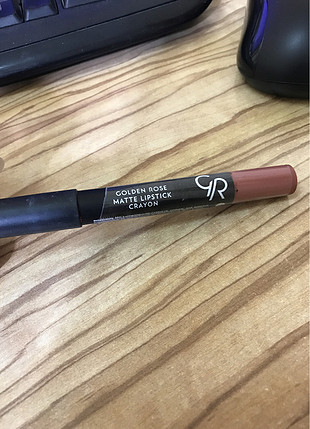 GOLDEN ROSE
MATTE LIPSTICK
CRAYON
GR